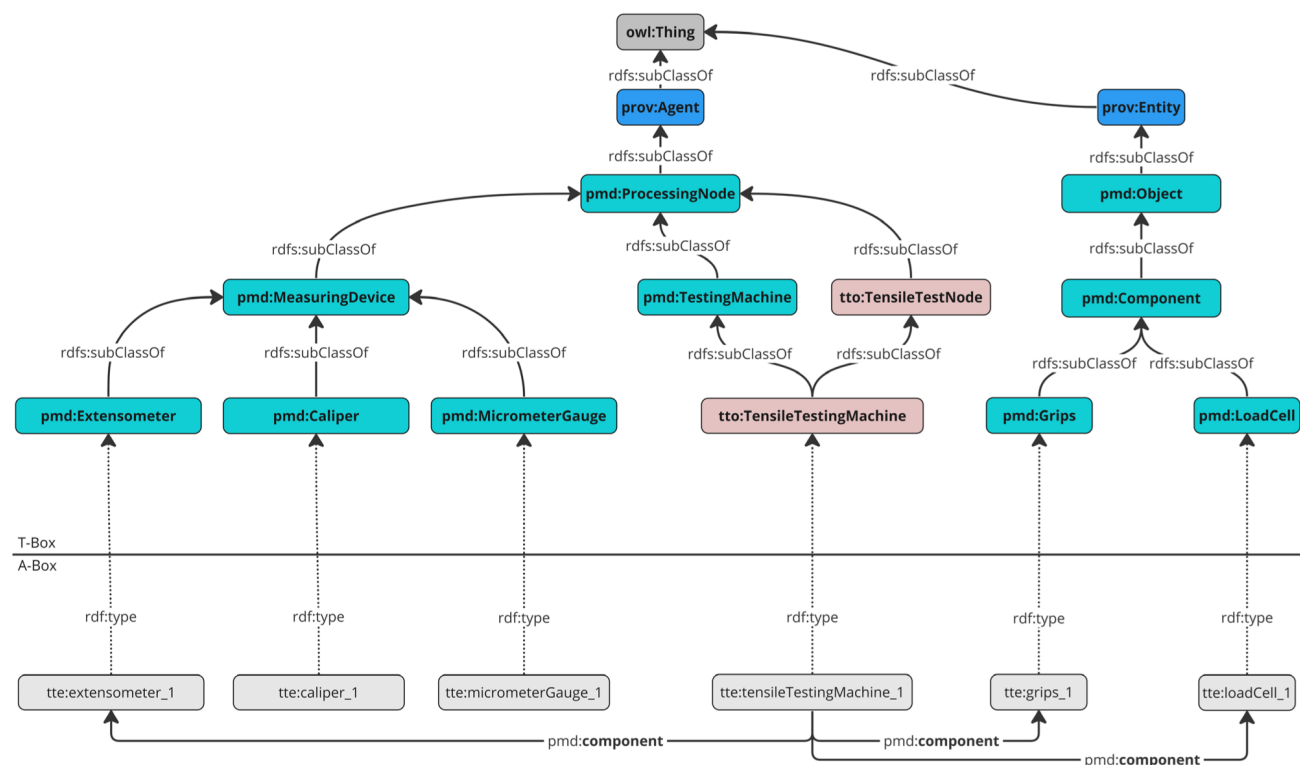 owl:Thing
rdfs:subClassOf
rdfs:subClassOf
prov:Agent
prov:Entity
rdfs:subClassOf
rdfs:subClassOf
pmd:ProcessingNode
pmd:Object
rdfs:subClassOf
rdfs:subClassOf
rdfs:subClassOf
rdfs:subClassOf
pmd:MeasuringDevice
pmd:TestingMachine
tto:TensileTestNode
pmd:Component
rdfs:subClassOf
rdfs:subClassOf
rdfs:subClassOf
rdfs:subClassOf
rdfs:subClassOf
rdfs:subClassOf
rdfs:subClassOf
pmd:Extensometer
pmd:Caliper
pmd:MicrometerGauge
tto:TensileTestingMachine
pmd:Grips
pmd:LoadCell
T-Box
A-Box
rdf:type
rdf:type
rdf:type
rdf:type
rdf:type
rdf:type
tte:extensometer_1
tte:caliper_1
tte:micrometerGauge_1
tte:tensileTestingMachine_1
tte:grips_1
tte:loadCell_1
pmd:component
pmd:component
pmd:component